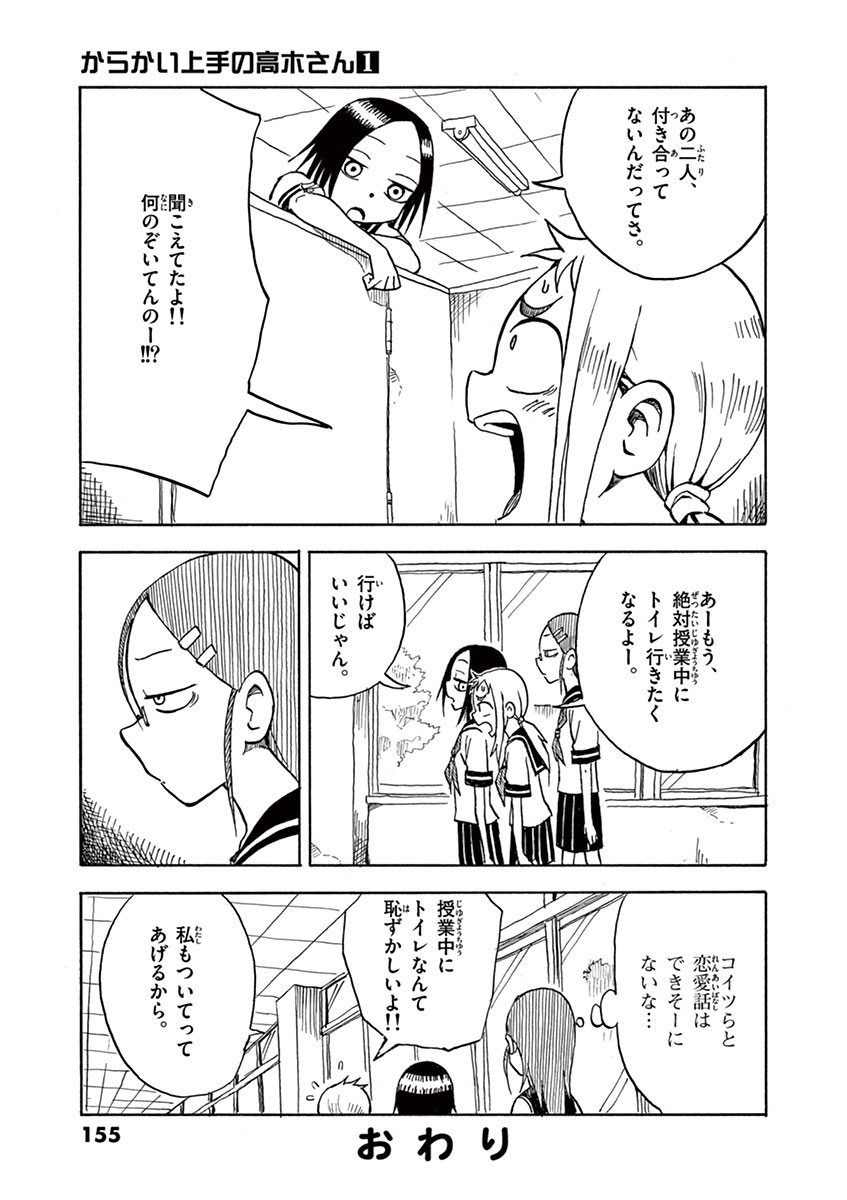 からかい上手の高木さん1
あの二人、
付き合って
ないんだってさ。
聞こえてたよ!!
何のぞいてんのー!!?
あーもう、
絶対授業中に
トイレ行きたく
なるよー。
行けば
いいじゃん。
コイツらと
恋愛話は
できそーに
ないな…
授業中に
トイレなんて
恥ずかしいよ!!
私もついてって
あげるから。
155
おわり